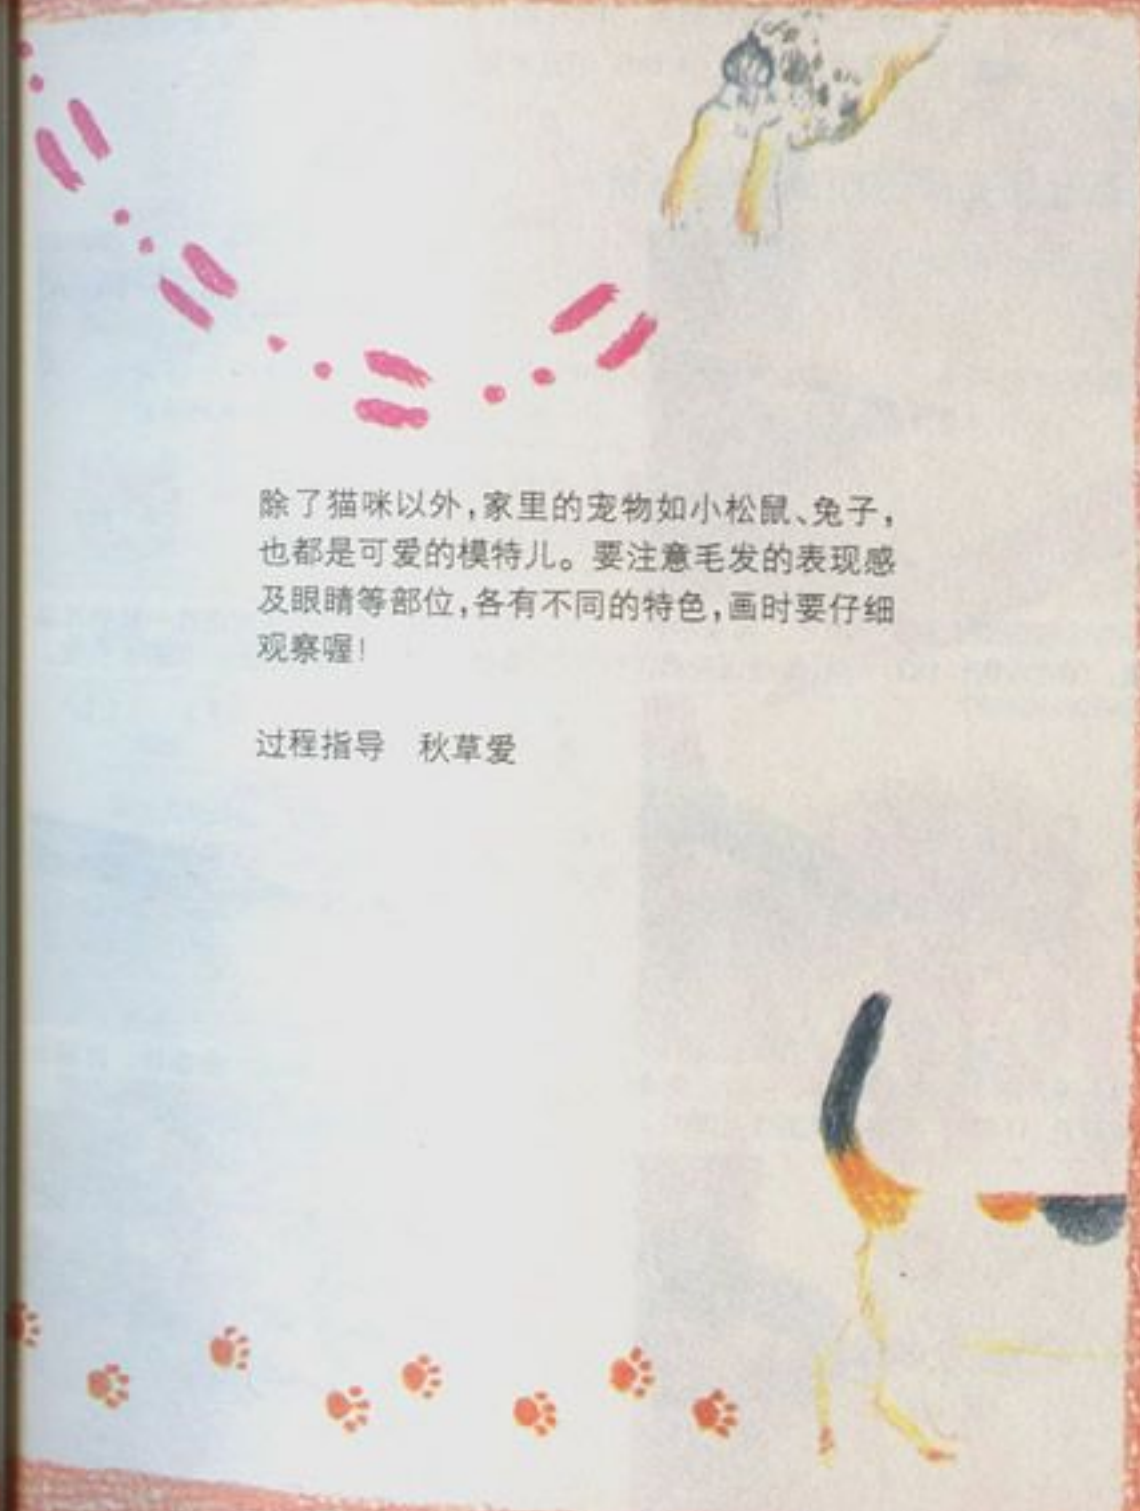 除了猫咪以外，家里的宠物如小松鼠、兔子，
也都是可爱的模特儿。要注意毛发的表现感
及眼睛等部位，各有不同的特色，画时要仔细
观察喔！
过程指导　秋草爱